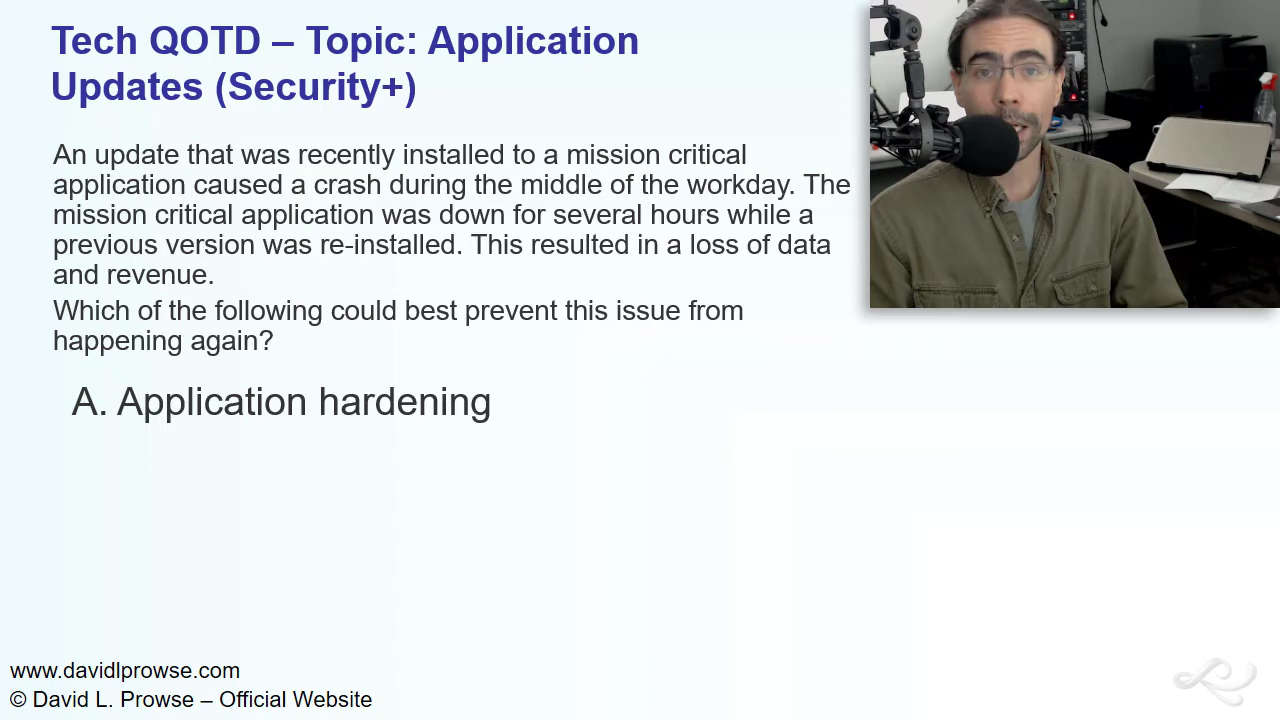 Tech QOTD – Topic: Application
Updates (Security+)
An update that was recently installed to a mission critical
application caused a crash during the middle of the workday. The
mission critical application was down for several hours while a
previous version was re-installed. This resulted in a loss of data
and revenue.
Which of the following could best prevent this issue from
happening again?
A. Application hardening
www.davidlprowse.com
© David L. Prowse – Official Website